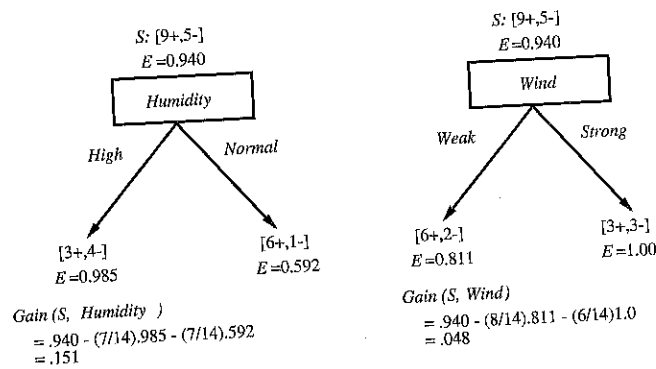 S: [9+,5-]
E =0.940
Humidity
High
Normal
[3+,4-]
E=0.985
[6+,1-]
E=0.592
Gain (S, Humidity )
= .940 - (7/14).985 - (7/14).592
= .151
S: [9+,5-]
E=0.940
Wind
Weak
Strong
[6+,2-]
E=0.811
[3+,3-]
E=1.00
Gain (S, Wind)
= .940 - (8/14).811 - (6/14)1.0
= .048